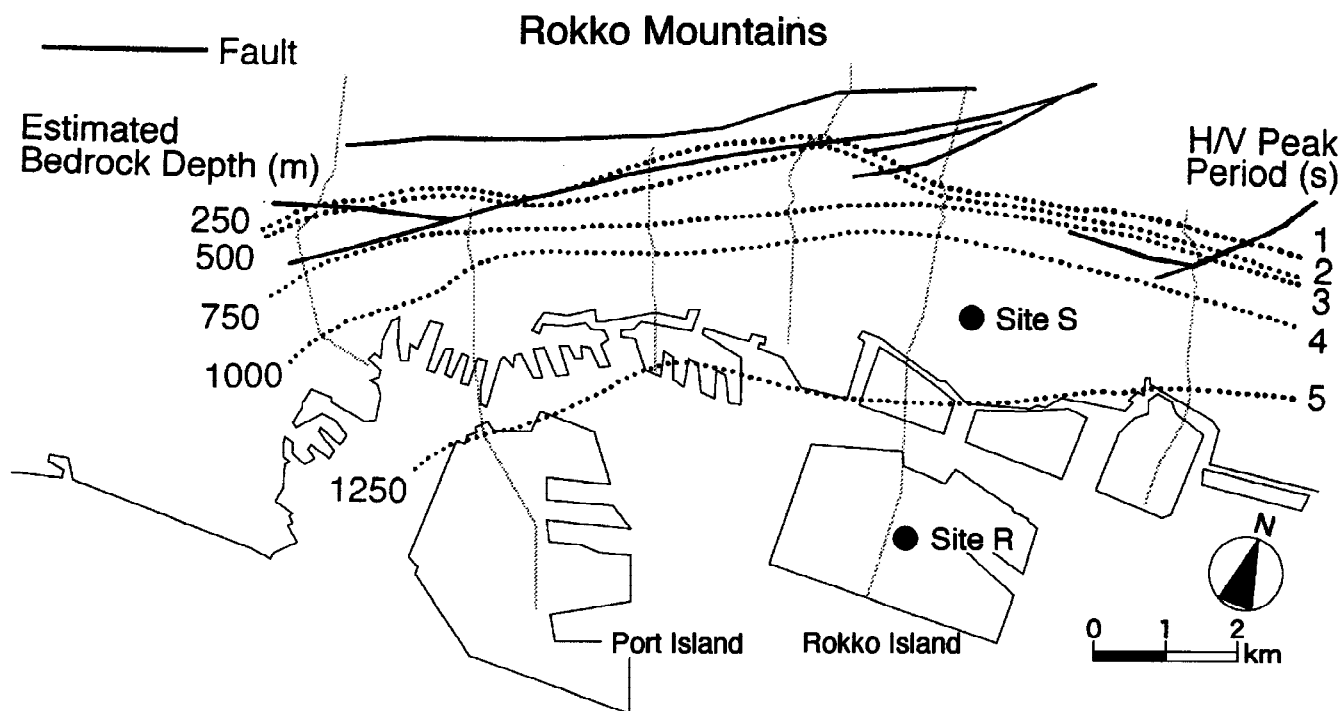 Rokko Mountains
Fault
Estimated
Bedrock Depth (m)
H/V Peak
Period (s)
250
500
750
1000
1250
1
2
3
4
5
Site S
Site R
N
Port Island
Rokko Island
0 1 2
km